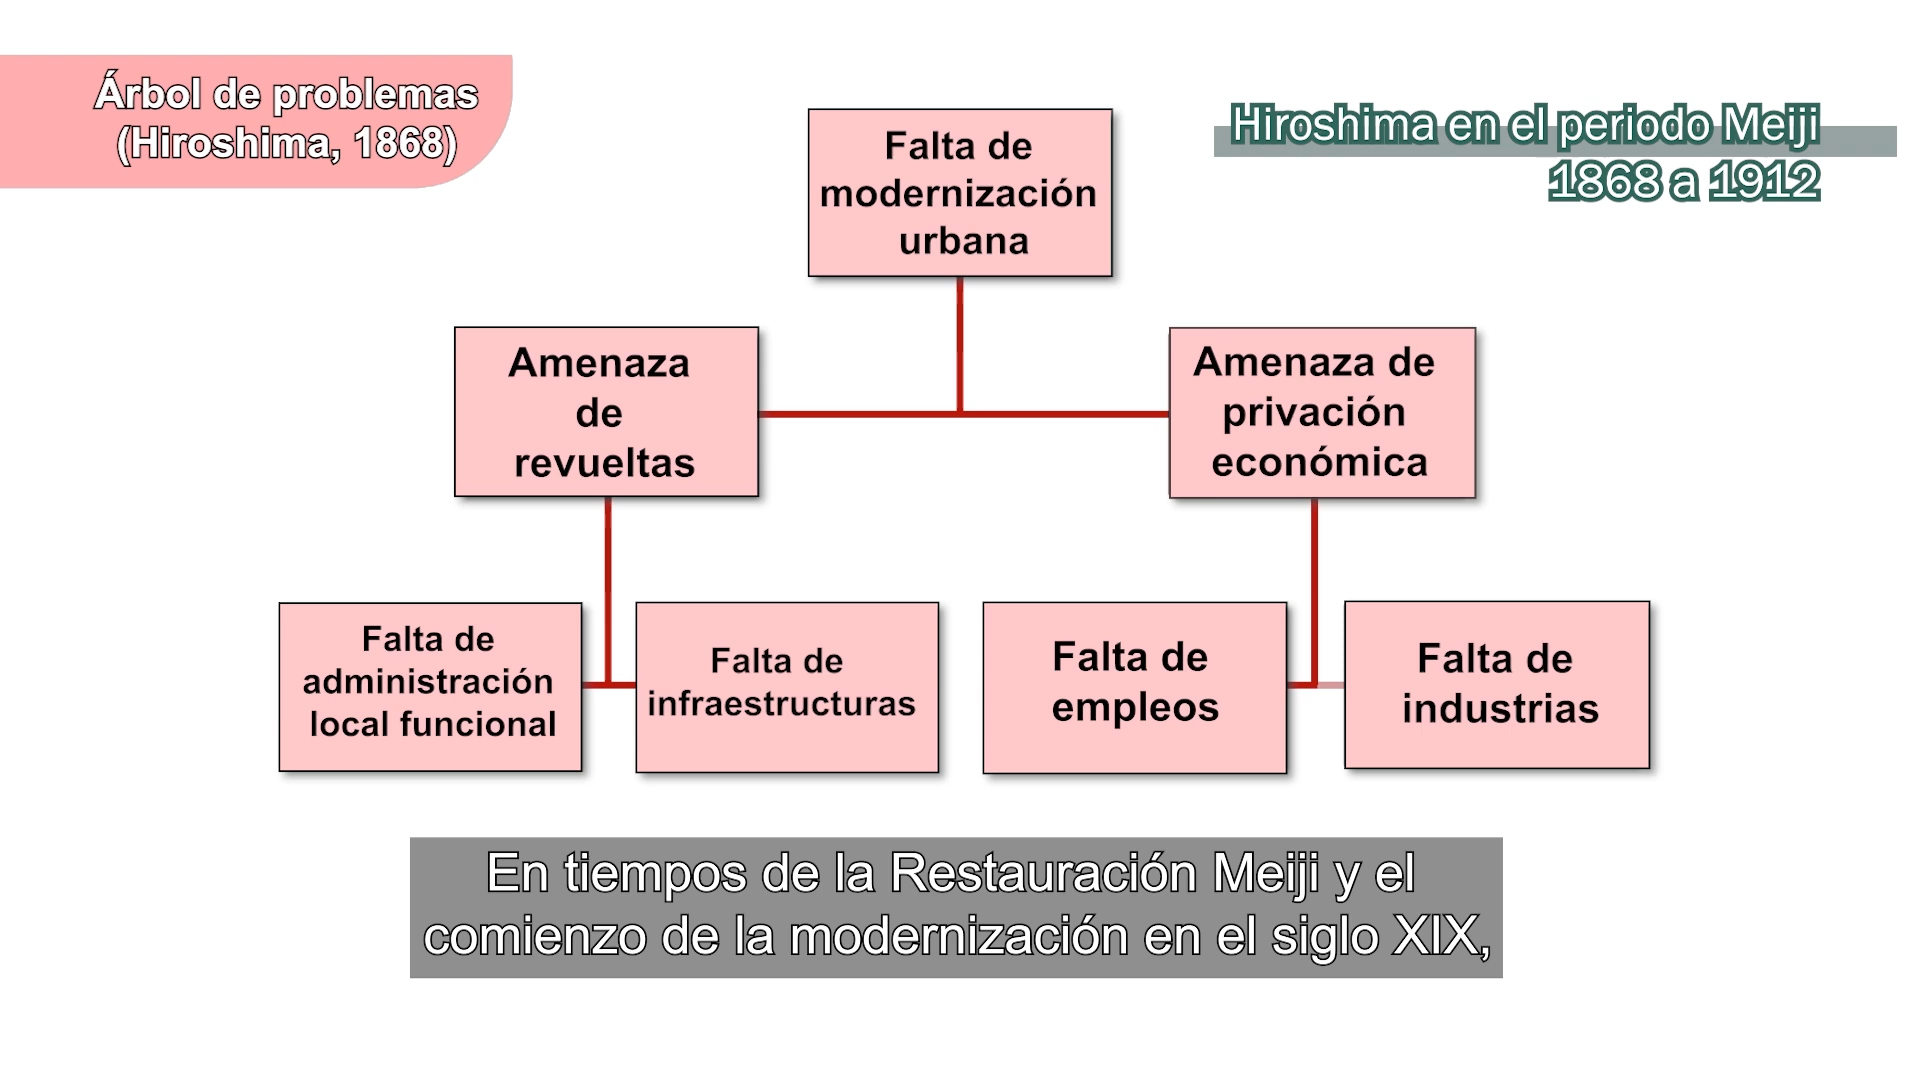 Árbol de problemas
(Hiroshima, 1868)
Hiroshima en el periodo Meiji
1868 a 1912
Falta de
modernización
urbana
Amenaza
de
revueltas
Amenaza de
privación
económica
Falta de
administración
local funcional
Falta de
infraestructuras
Falta de
empleos
Falta de
industrias
En tiempos de la Restauración Meiji y el
comienzo de la modernización en el siglo XIX,